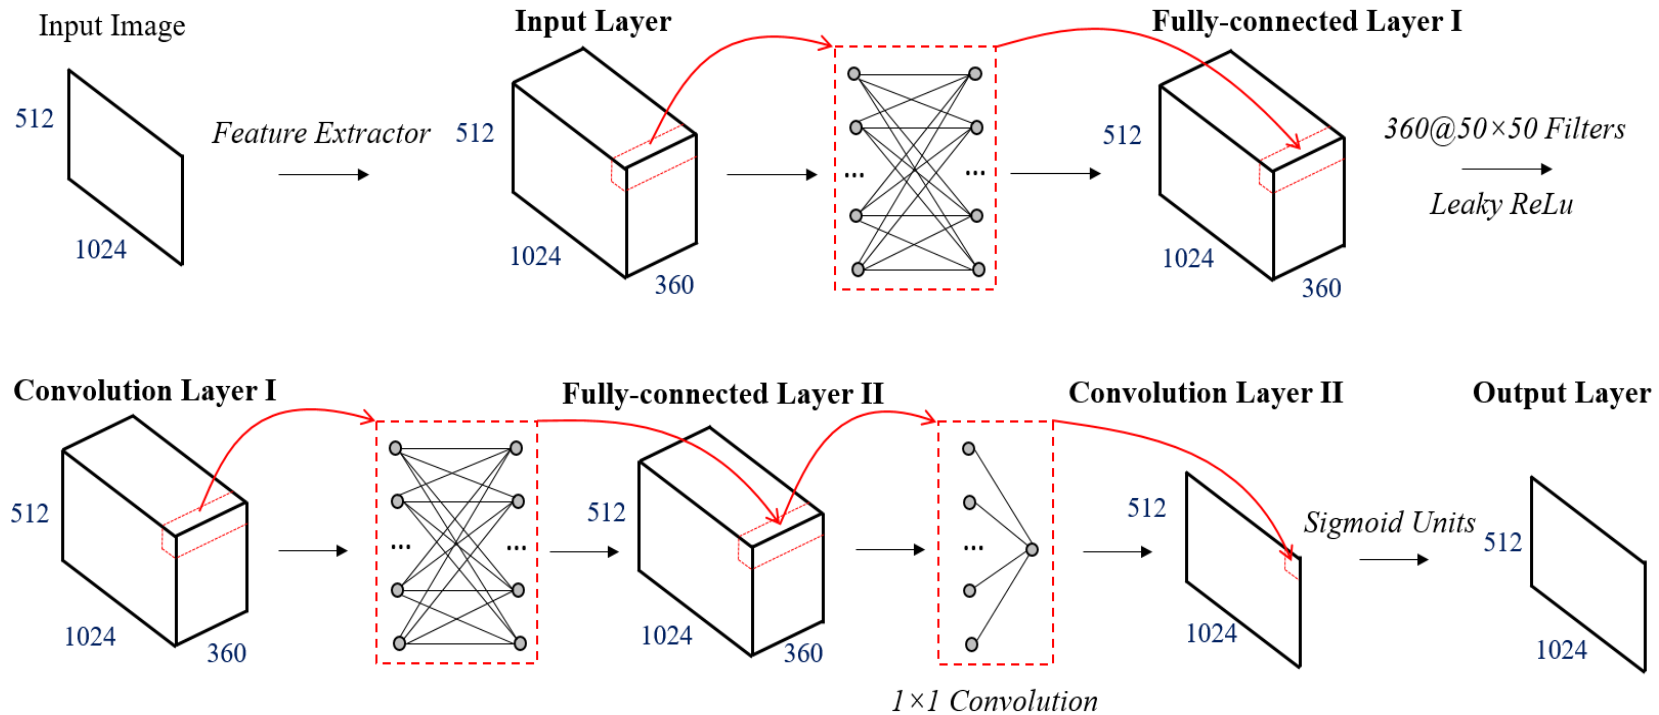 Input Image
Input Layer
Fully-connected Layer I
512
1024
Feature Extractor
512
1024
360
...
...
512
1024
360
360@50×50 Filters
Leaky ReLu
Convolution Layer I
Fully-connected Layer II
Convolution Layer II
Output Layer
512
1024
360
...
...
512
1024
360
...
1×1 Convolution
512
1024
Sigmoid Units
512
1024